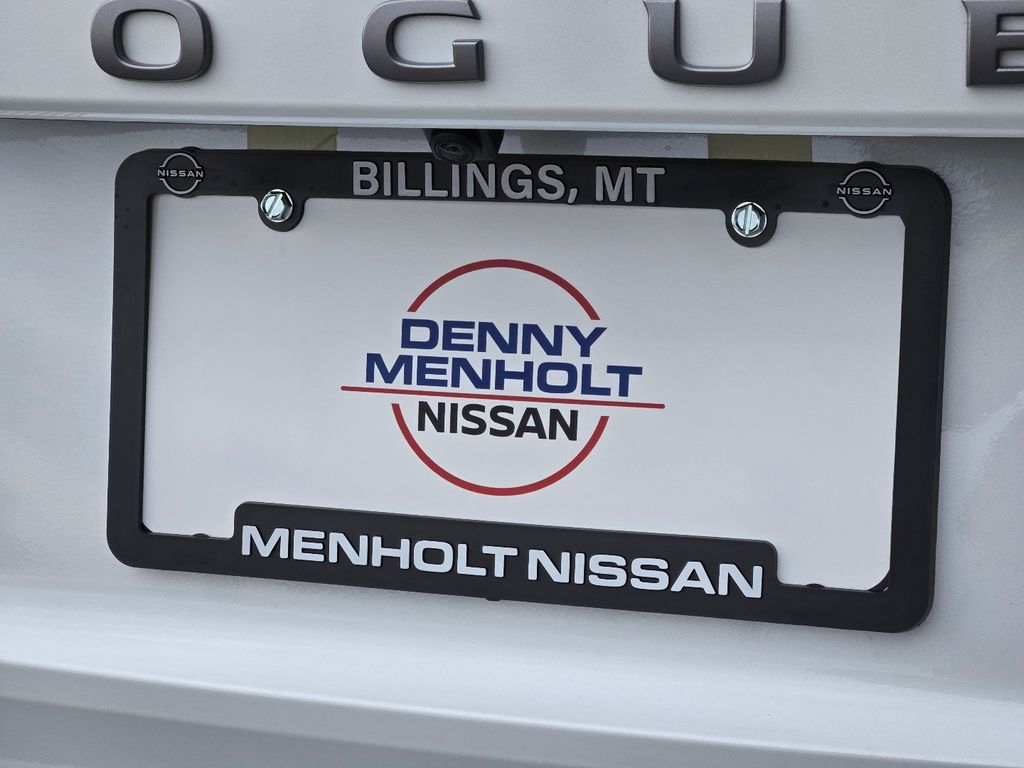 OGUE
NISSAN
BILLINGS, MT
NISSAN
DENNY
MENHOLT
NISSAN
MENHOLT NISSAN